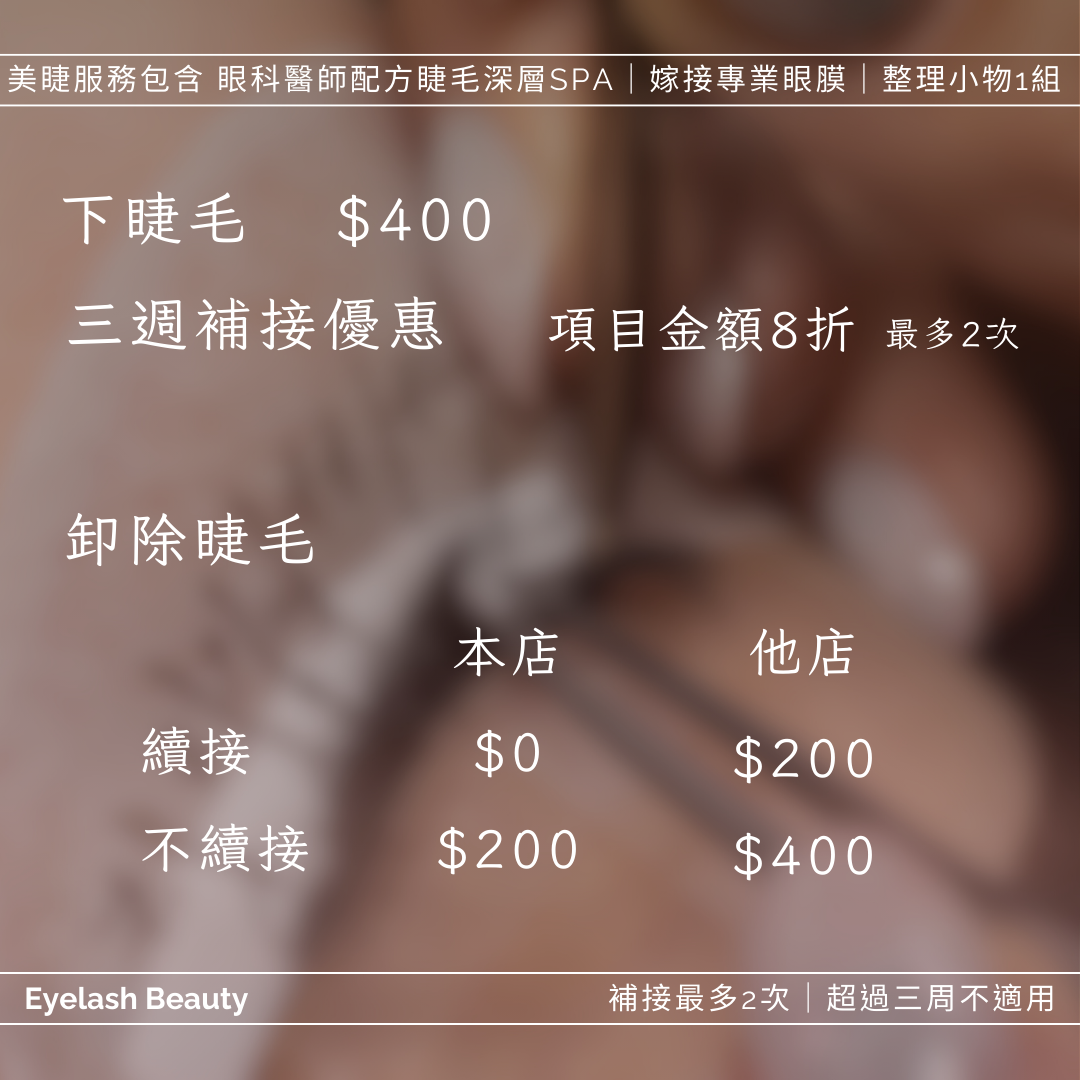 美睫服務包含 眼科醫師配方睫毛深層SPA｜嫁接專業眼膜｜整理小物1組
下睫毛 $400
三週補接優惠 項目金額8折 最多2次
卸除睫毛
本店 他店
續接 $0 $200
不續接 $200 $400
Eyelash Beauty 補接最多2次｜超過三周不適用